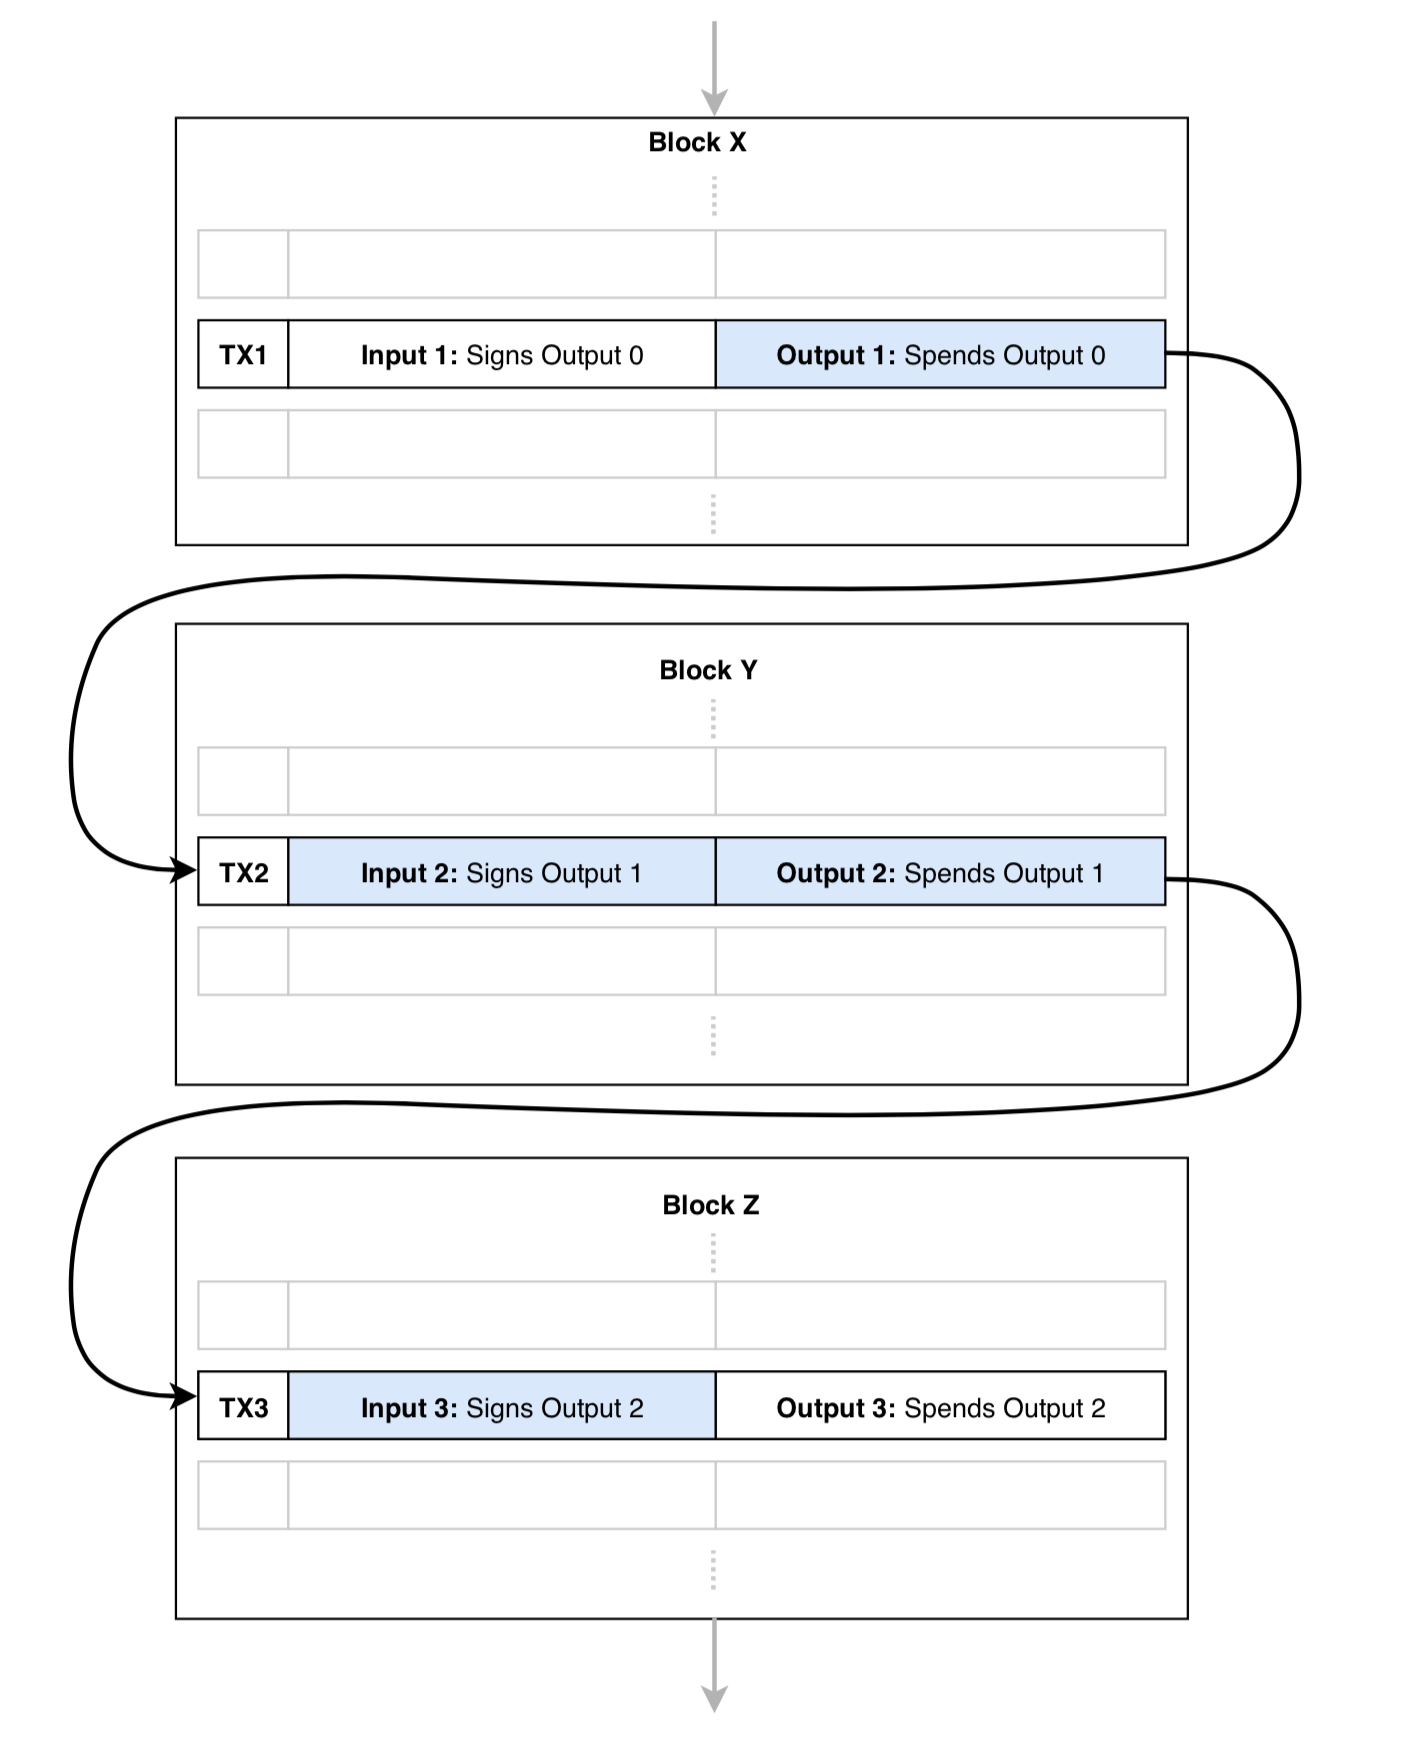 Block X
TX1 Input 1: Signs Output 0 Output 1: Spends Output 0
Block Y
TX2 Input 2: Signs Output 1 Output 2: Spends Output 1
Block Z
TX3 Input 3: Signs Output 2 Output 3: Spends Output 2